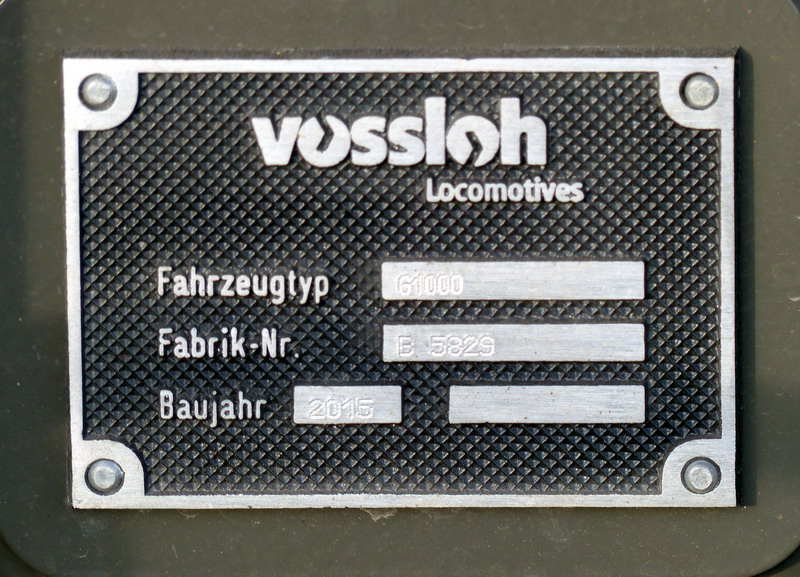 vossloh
Locomotives
Fahrzeugtyp G1000
Fabrik-Nr. B 5829
Baujahr 2015